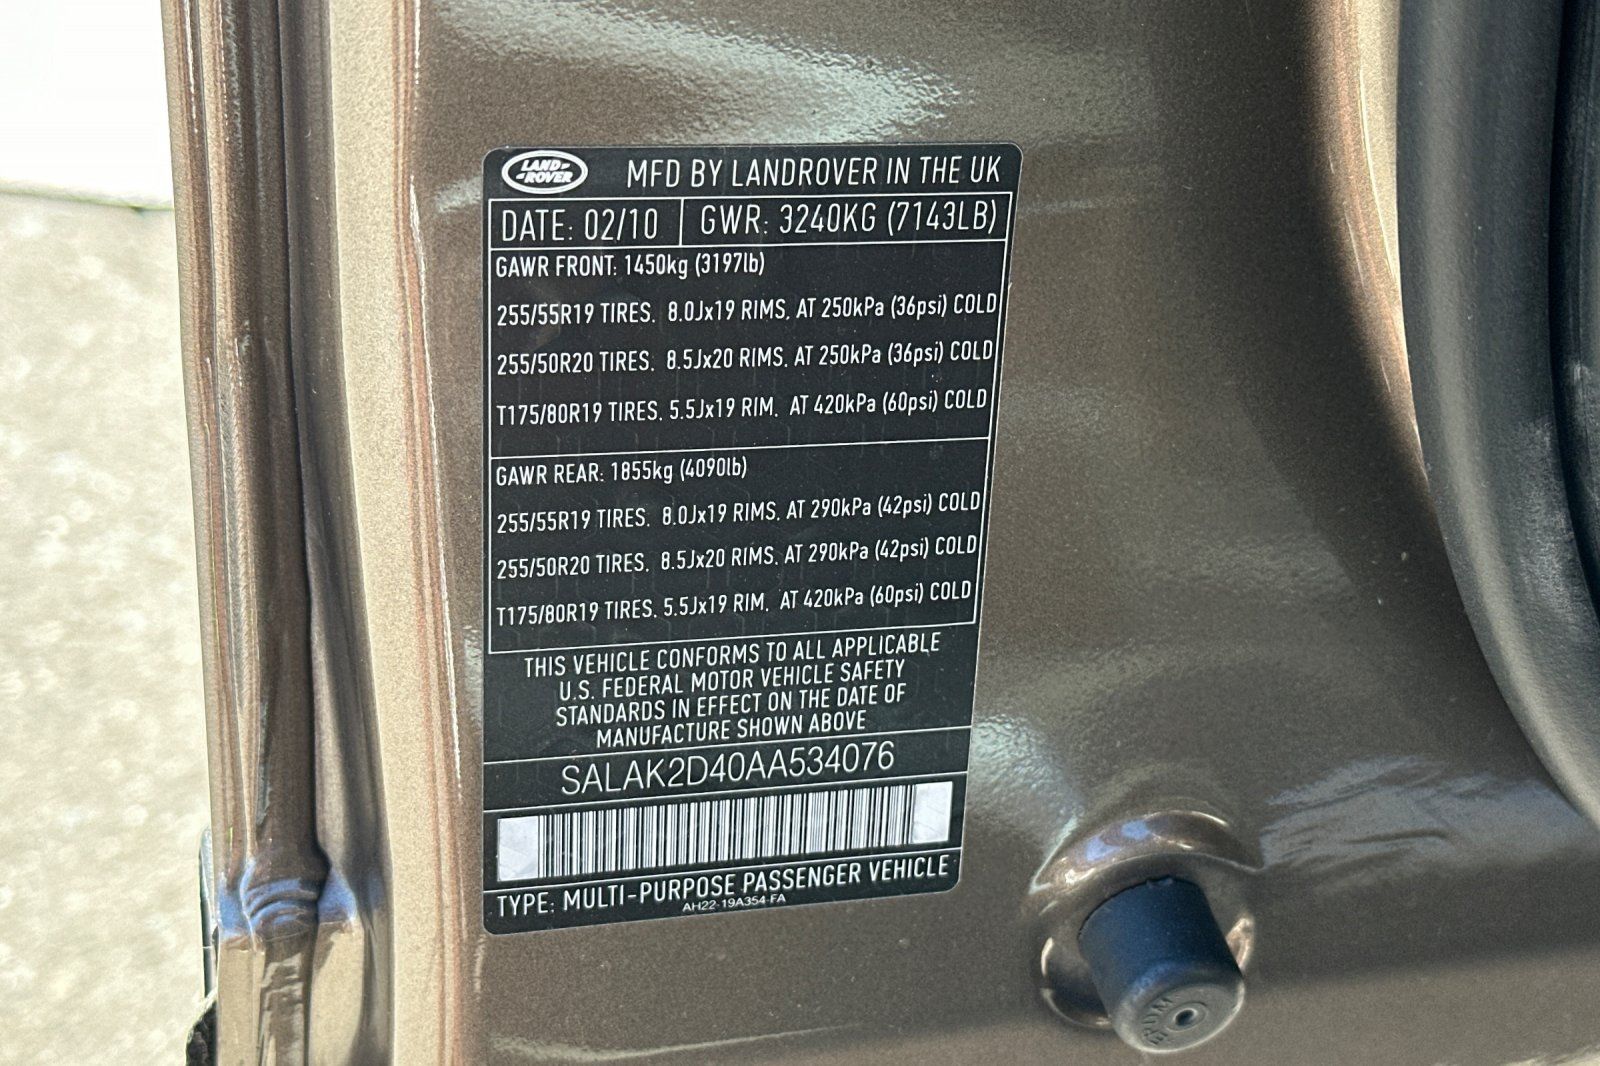 LAND-
-ROVER
MFD BY LANDROVER IN THE UK
DATE: 02/10 GWR: 3240KG (7143LB)
GAWR FRONT: 1450kg (3197lb)
255/55R19 TIRES. 8.0Jx19 RIMS. AT 250kPa (36psi) COLD
255/50R20 TIRES. 8.5Jx20 RIMS. AT 250kPa (36psi) COLD
T175/80R19 TIRES. 5.5Jx19 RIM. AT 420kPa (60psi) COLD
GAWR REAR: 1855kg (4090lb)
255/55R19 TIRES. 8.0Jx19 RIMS. AT 290kPa (42psi) COLD
255/50R20 TIRES. 8.5Jx20 RIMS. AT 290kPa (42psi) COLD
T175/80R19 TIRES. 5.5Jx19 RIM. AT 420kPa (60psi) COLD
THIS VEHICLE CONFORMS TO ALL APPLICABLE
U.S. FEDERAL MOTOR VEHICLE SAFETY
STANDARDS IN EFFECT ON THE DATE OF
MANUFACTURE SHOWN ABOVE
SALAK2D40AA534076
TYPE: MULTI-PURPOSE PASSENGER VEHICLE
AH22-19A354-FA